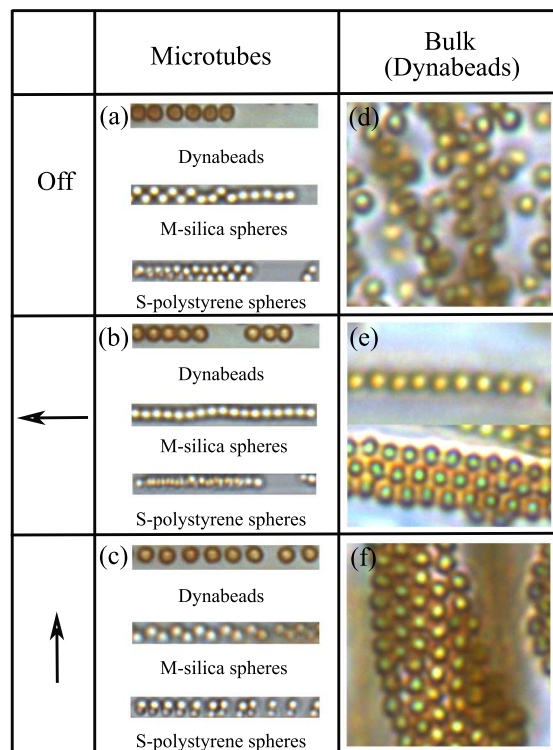 Microtubes
Bulk
(Dynabeads)
Off
(a)
Dynabeads
M-silica spheres
S-polystyrene spheres
(d)
(b)
Dynabeads
M-silica spheres
S-polystyrene spheres
(e)
(c)
Dynabeads
M-silica spheres
S-polystyrene spheres
(f)